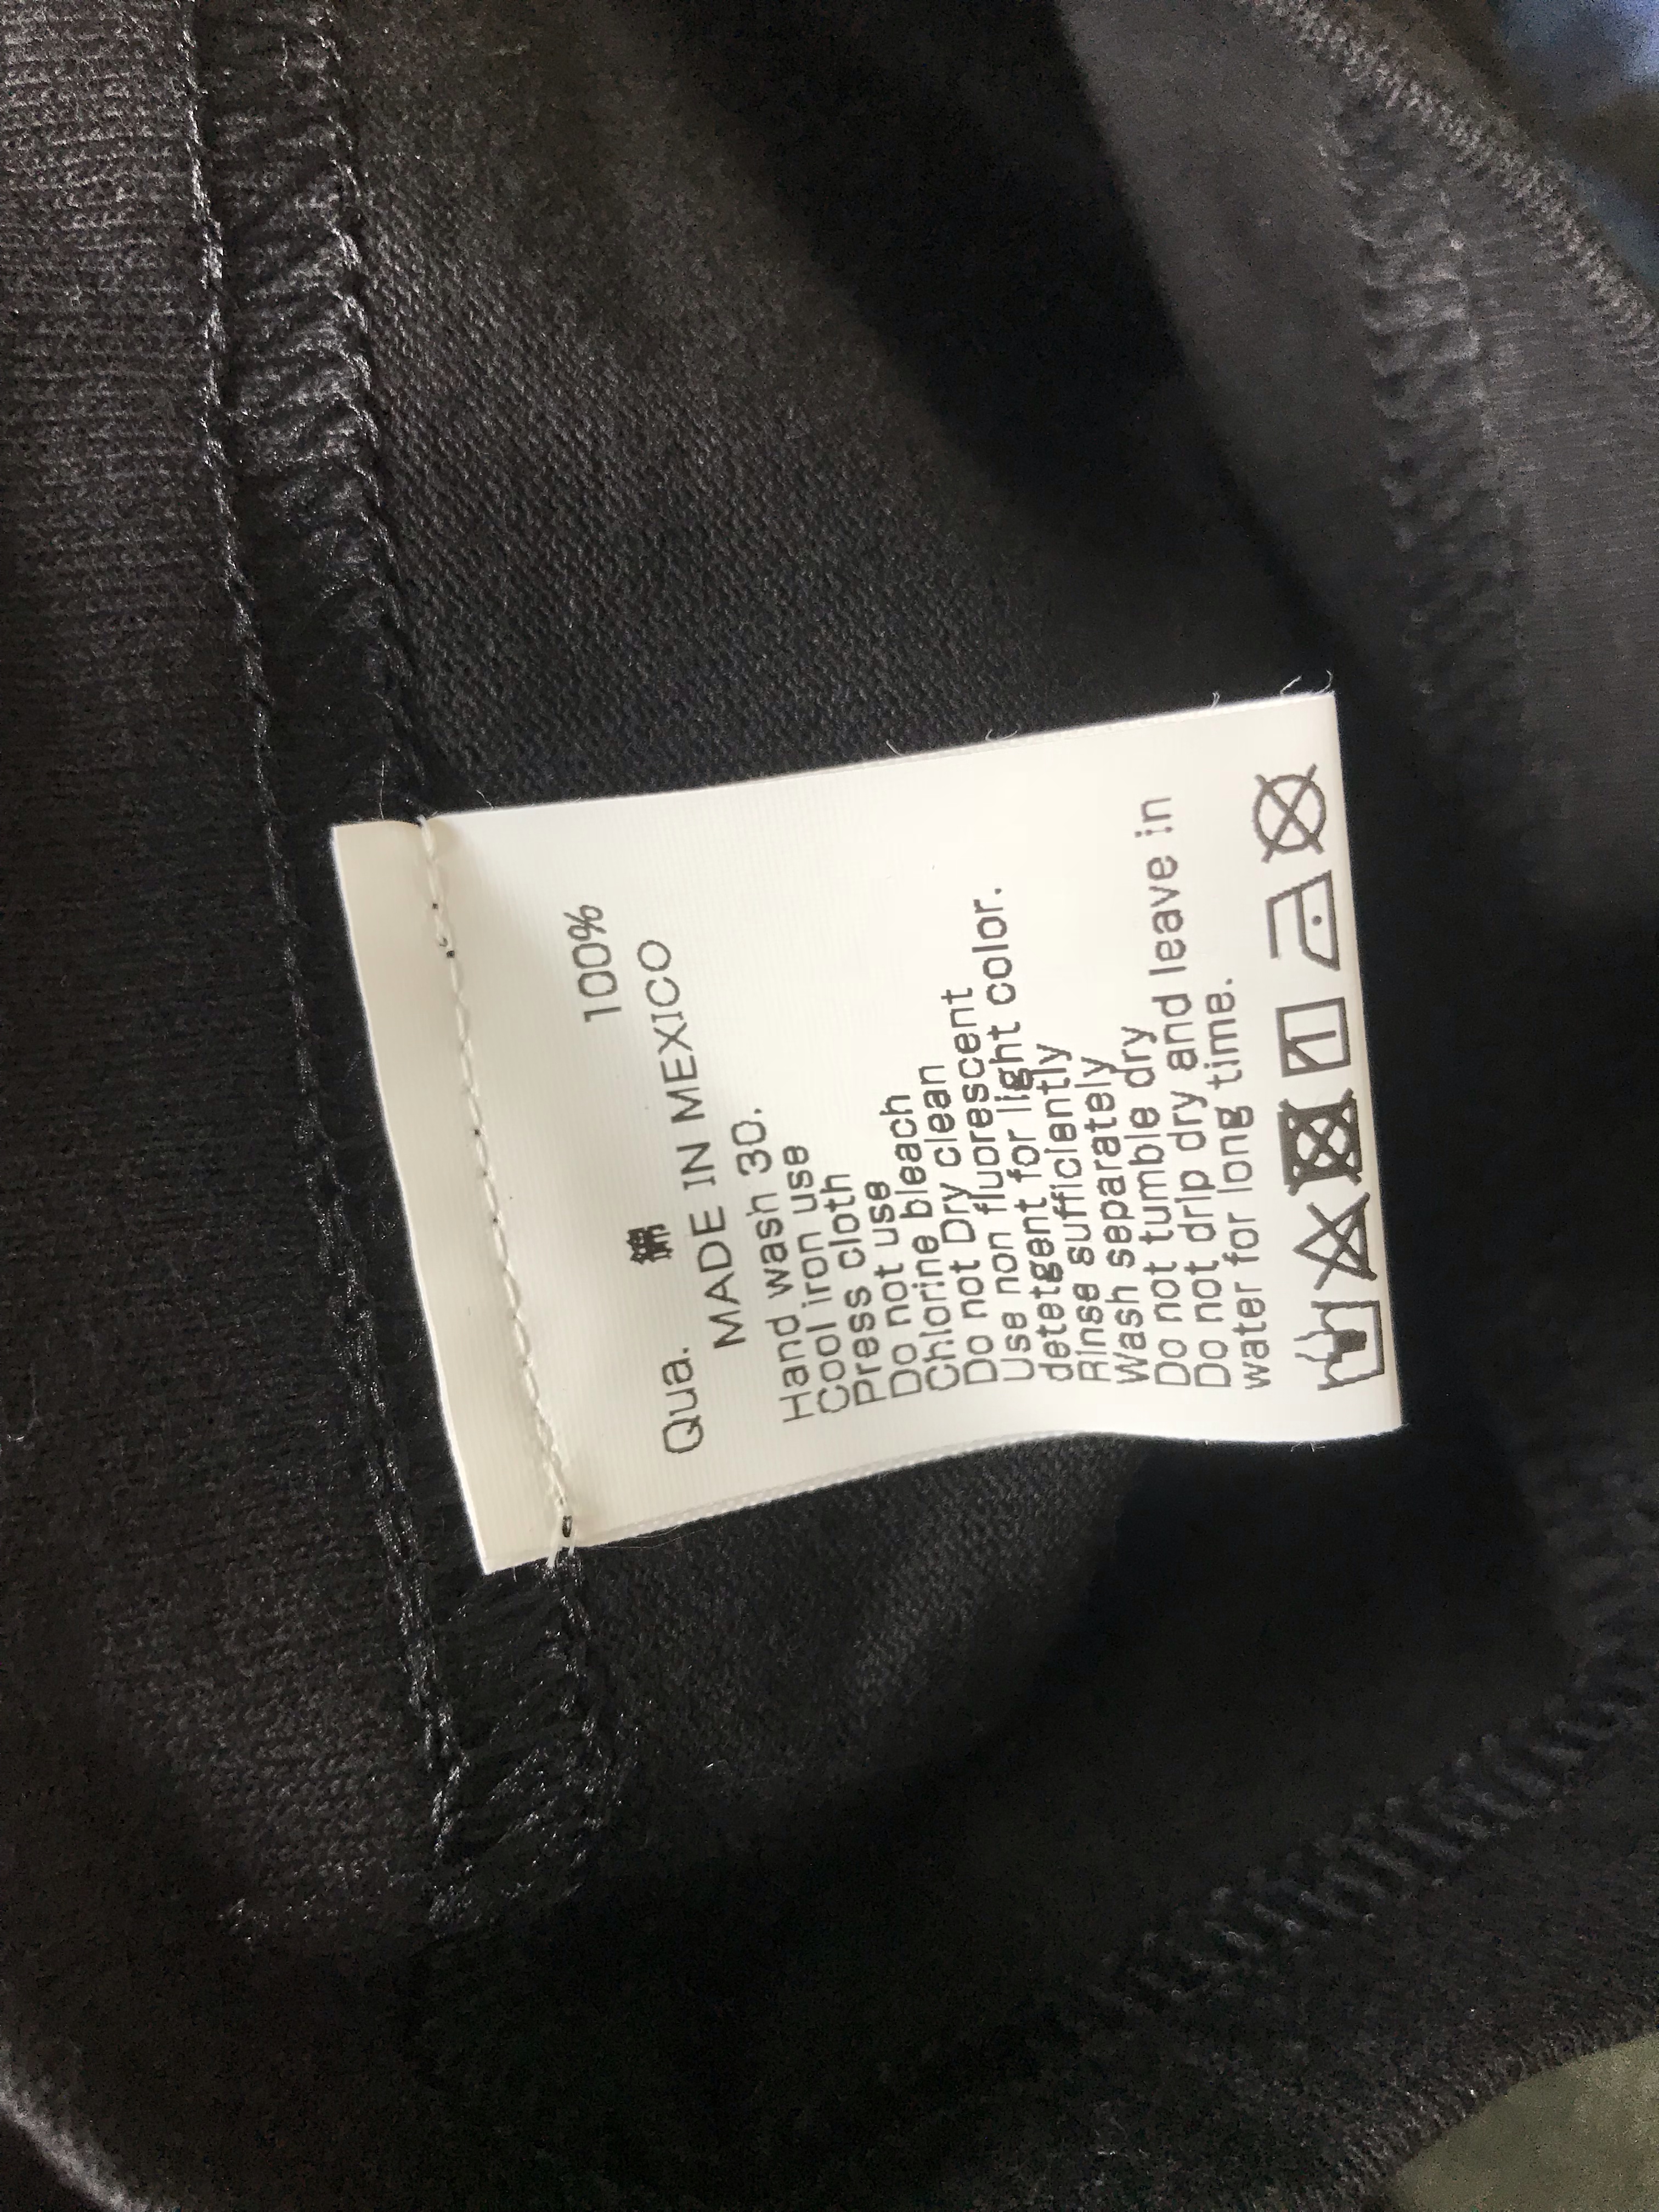 Qua. 綿 100%
MADE IN MEXICO
Hand wash 30.
Cool iron use
Press cloth
Do not use
Chlorine bleach
Do not Dry clean
Use non fluorescent
detetgent for light color.
Rinse sufficiently
Wash separately
Do not tumble dry
Do not drip dry and leave in
water for long time.